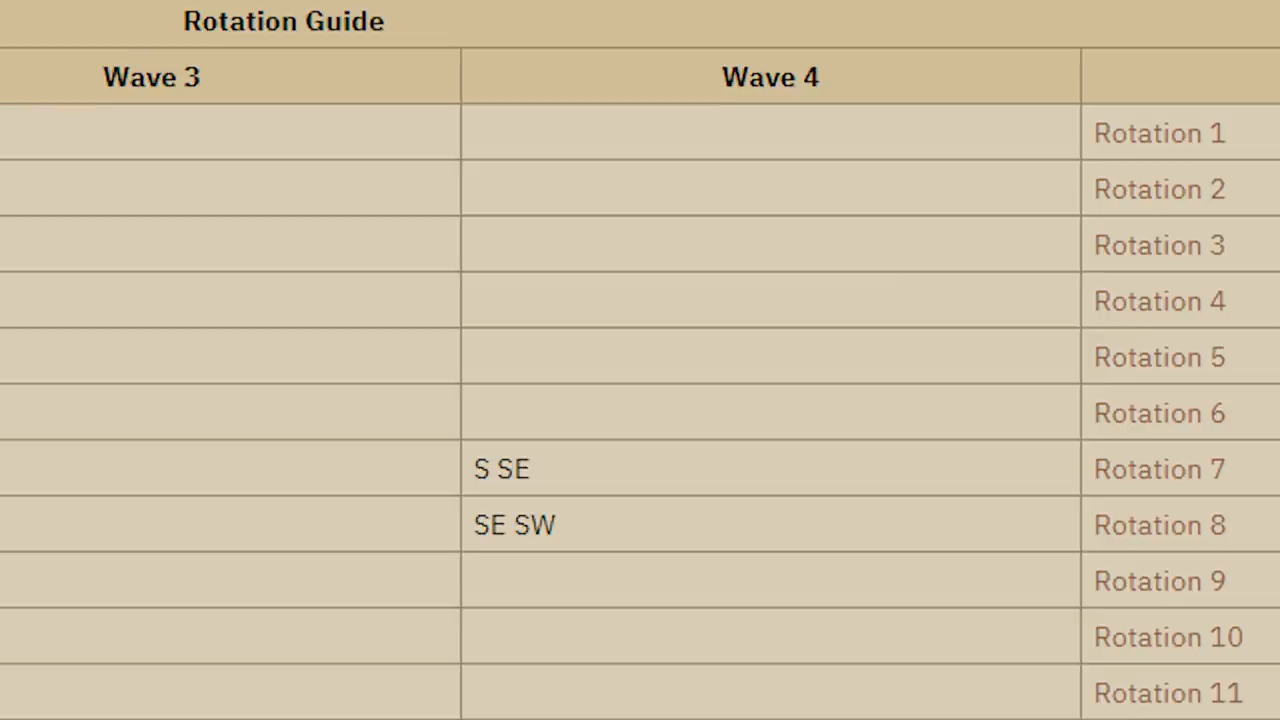 Rotation Guide
Wave 3 Wave 4
Rotation 1
Rotation 2
Rotation 3
Rotation 4
Rotation 5
Rotation 6
S SE Rotation 7
SE SW Rotation 8
Rotation 9
Rotation 10
Rotation 11